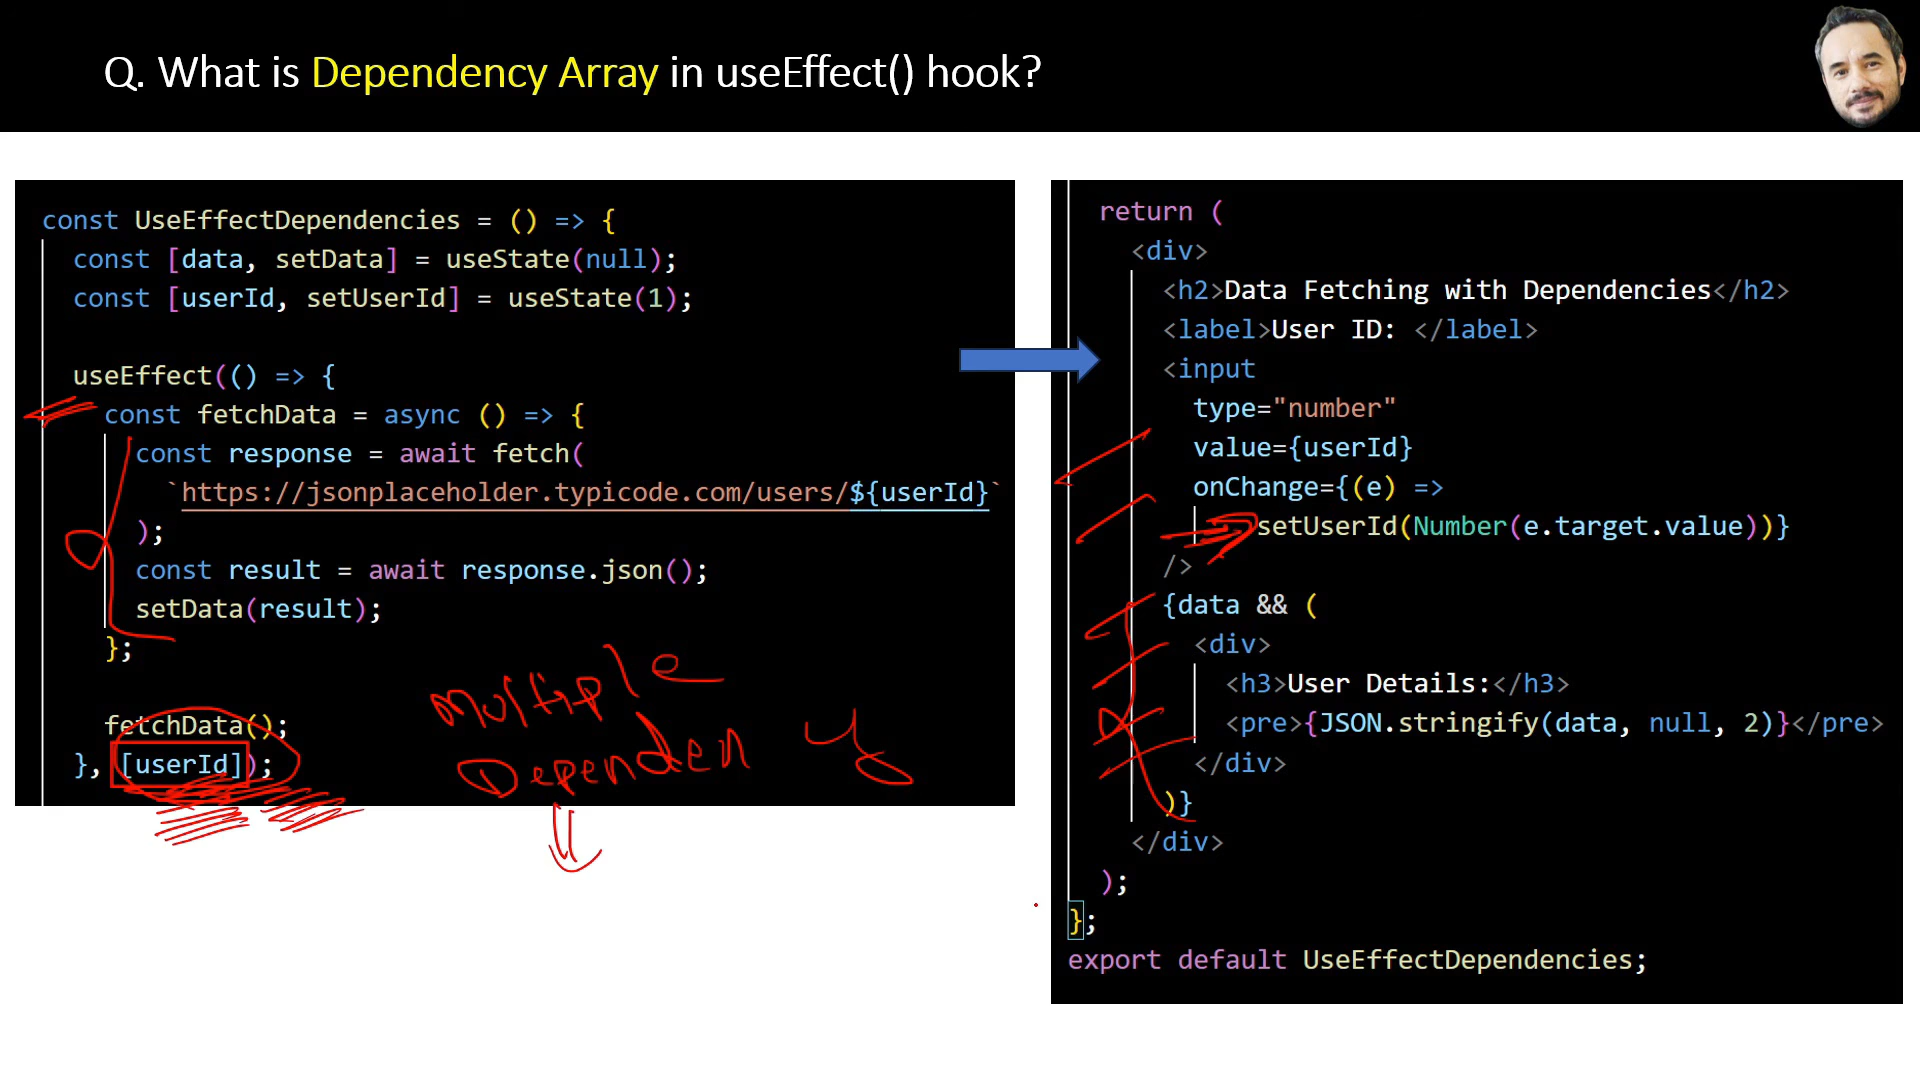 Q. What is Dependency Array in useEffect() hook?
const UseEffectDependencies = () => {
const [data, setData] = useState(null);
const [userId, setUserId] = useState(1);
useEffect(() => {
const fetchData = async () => {
const response = await fetch(
`https://jsonplaceholder.typicode.com/users/${userId}`
);
const result = await response.json();
setData(result);
};
fetchData();
}, [userId]);
multiple
Dependen y
return (
<div>
<h2>Data Fetching with Dependencies</h2>
<label>User ID: </label>
<input
type="number"
value={userId}
onChange={(e) =>
setUserId(Number(e.target.value))}
/>
{data && (
<div>
<h3>User Details:</h3>
<pre>{JSON.stringify(data, null, 2)}</pre>
</div>
)}
</div>
);
};
export default UseEffectDependencies;